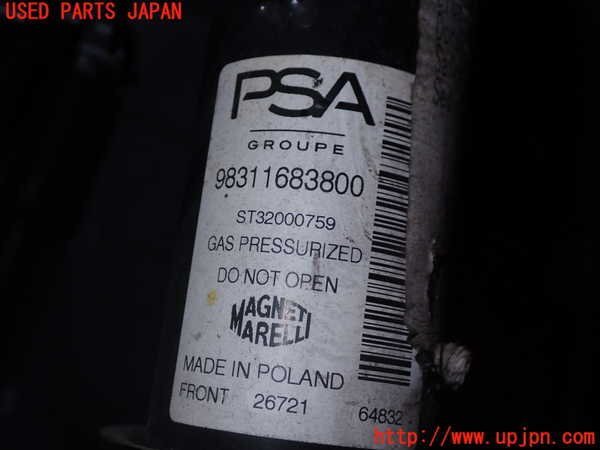 USED PARTS JAPAN
PSA
GROUPE
98311683800
ST32000759
GAS PRESSURIZED
DO NOT OPEN
MAGNETI
MARELLI
MADE IN POLAND
FRONT 26721 64832
https://www.upjpn.com/